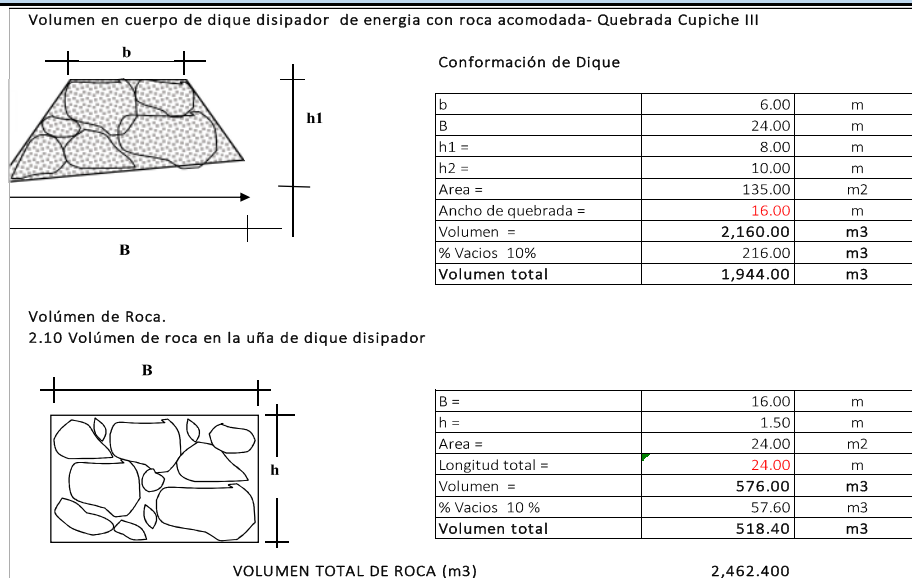 Volumen en cuerpo de dique disipador  de energia con roca acomodada- Quebrada Cupiche III
b
h1
B
Conformación de Dique
b 6.00 m
B 24.00 m
h1 = 8.00 m
h2 = 10.00 m
Area = 135.00 m2
Ancho de quebrada = 16.00 m
Volumen  = 2,160.00 m3
% Vacios  10% 216.00 m3
Volumen total 1,944.00 m3
Volúmen de Roca.
2.10 Volúmen de roca en la uña de dique disipador
B
h
B = 16.00 m
h = 1.50 m
Area = 24.00 m2
Longitud total = 24.00 m
Volumen  = 576.00 m3
% Vacios  10 % 57.60 m3
Volumen total 518.40 m3
VOLUMEN TOTAL DE ROCA (m3) 2,462.400